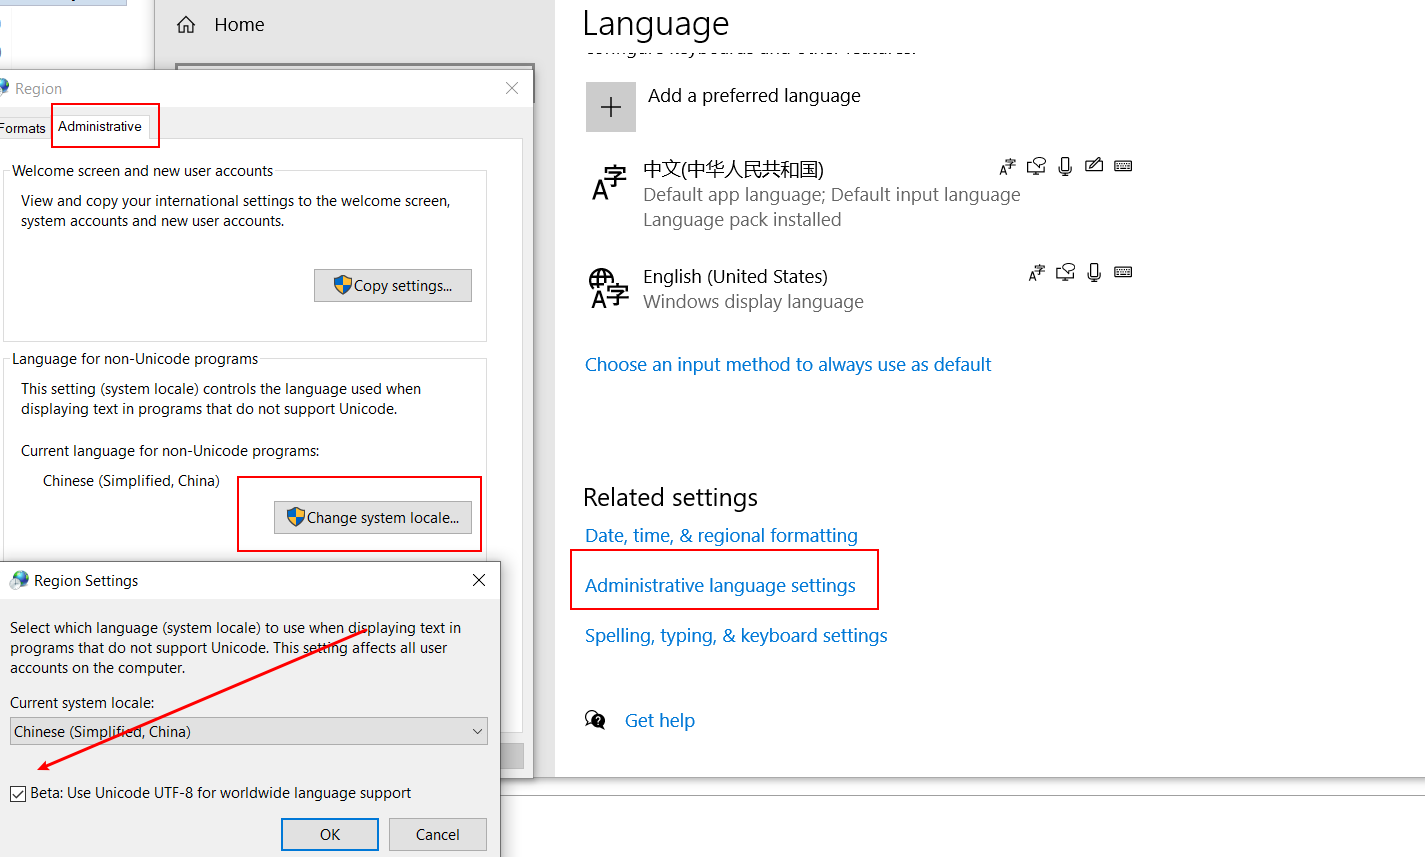 Home
Region
Formats
Administrative
Welcome screen and new user accounts
View and copy your international settings to the welcome screen,
system accounts and new user accounts.
Copy settings...
Language for non-Unicode programs
This setting (system locale) controls the language used when
displaying text in programs that do not support Unicode.
Current language for non-Unicode programs:
Chinese (Simplified, China)
Change system locale...
Region Settings
Select which language (system locale) to use when displaying text in
programs that do not support Unicode. This setting affects all user
accounts on the computer.
Current system locale:
Chinese (Simplified, China)
Beta: Use Unicode UTF-8 for worldwide language support
OK
Cancel
Language
configure keyboards and other features.
Add a preferred language
中文(中华人民共和国)
Default app language; Default input language
Language pack installed
English (United States)
Windows display language
Choose an input method to always use as default
Related settings
Date, time, & regional formatting
Administrative language settings
Spelling, typing, & keyboard settings
Get help